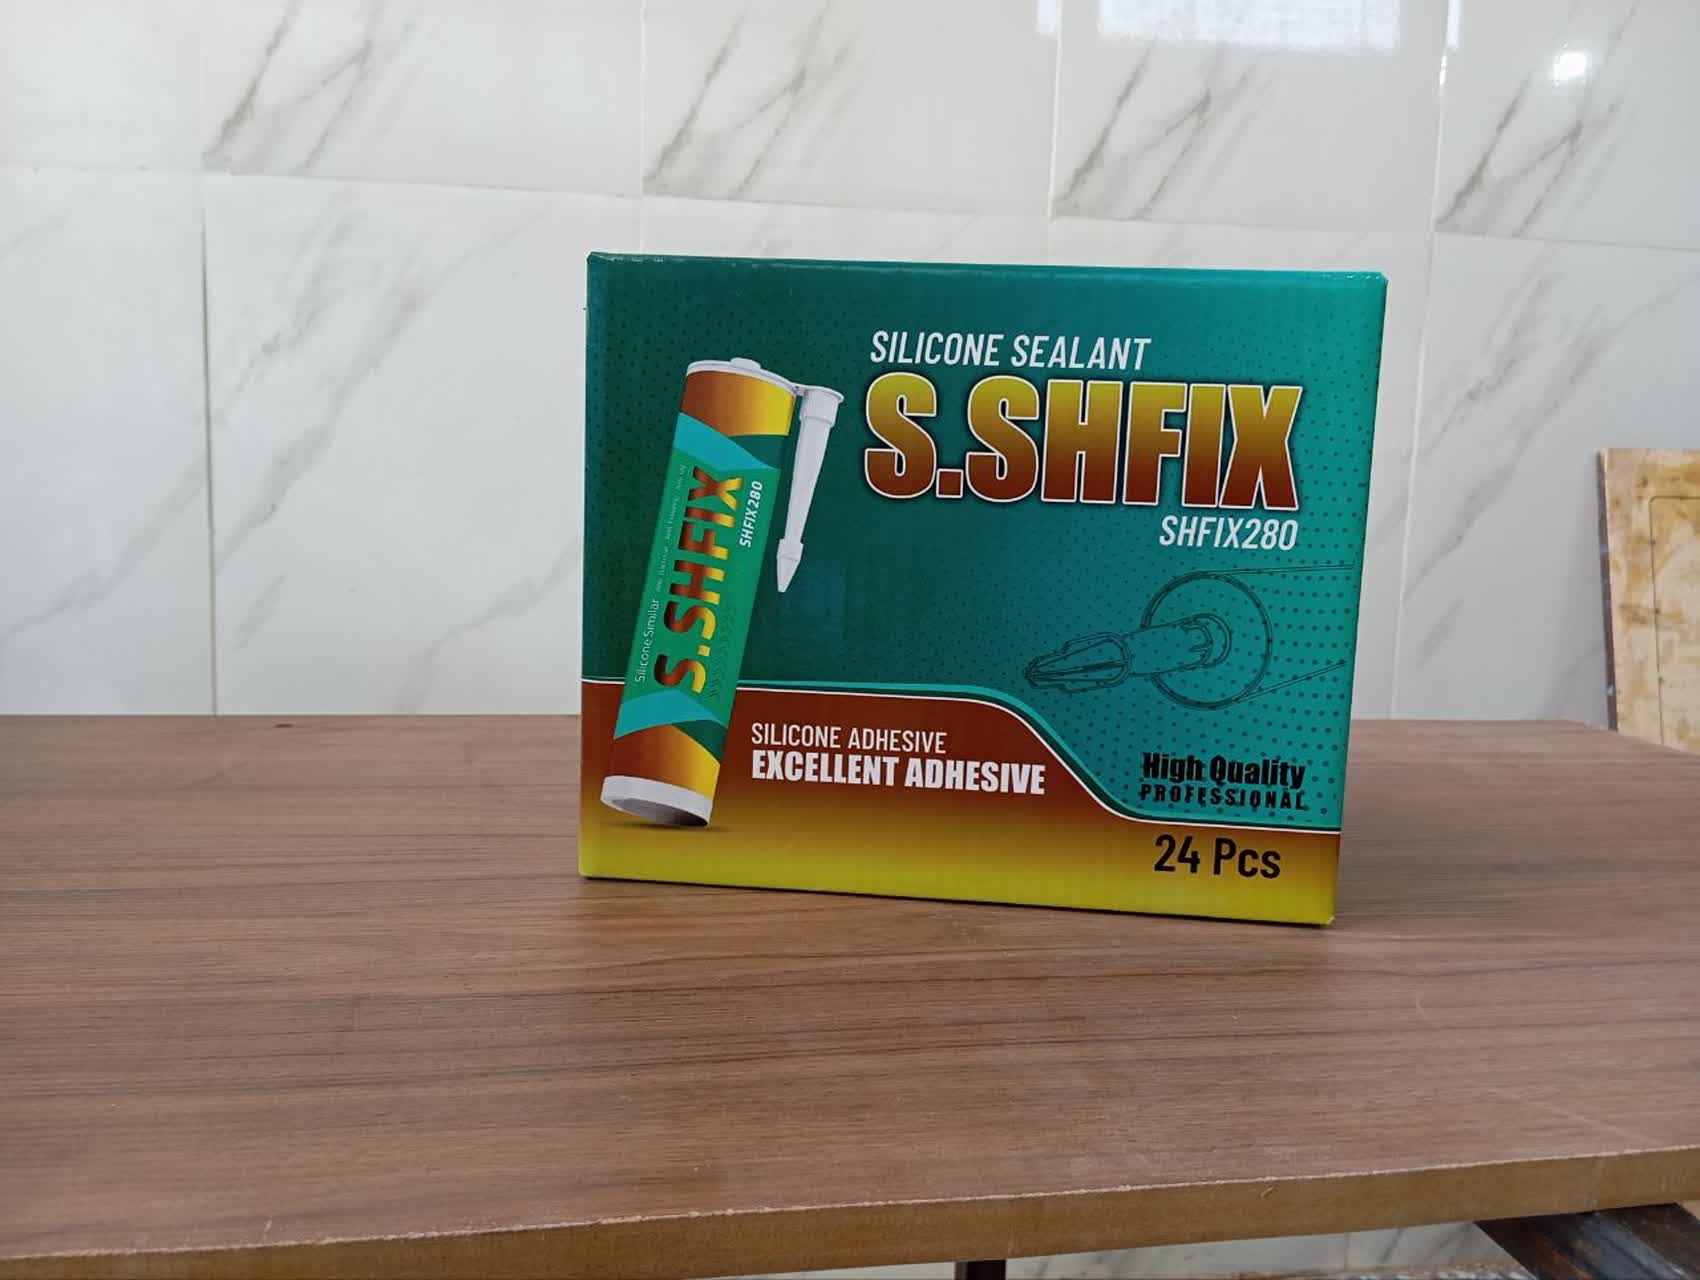 SILICONE SEALANT
S.SHFIX
SHFIX280
S.SHFIX
SHFIX280
Silicone Similar
SILICONE ADHESIVE
EXCELLENT ADHESIVE
High Quality
PROFESSIONAL
24 Pcs